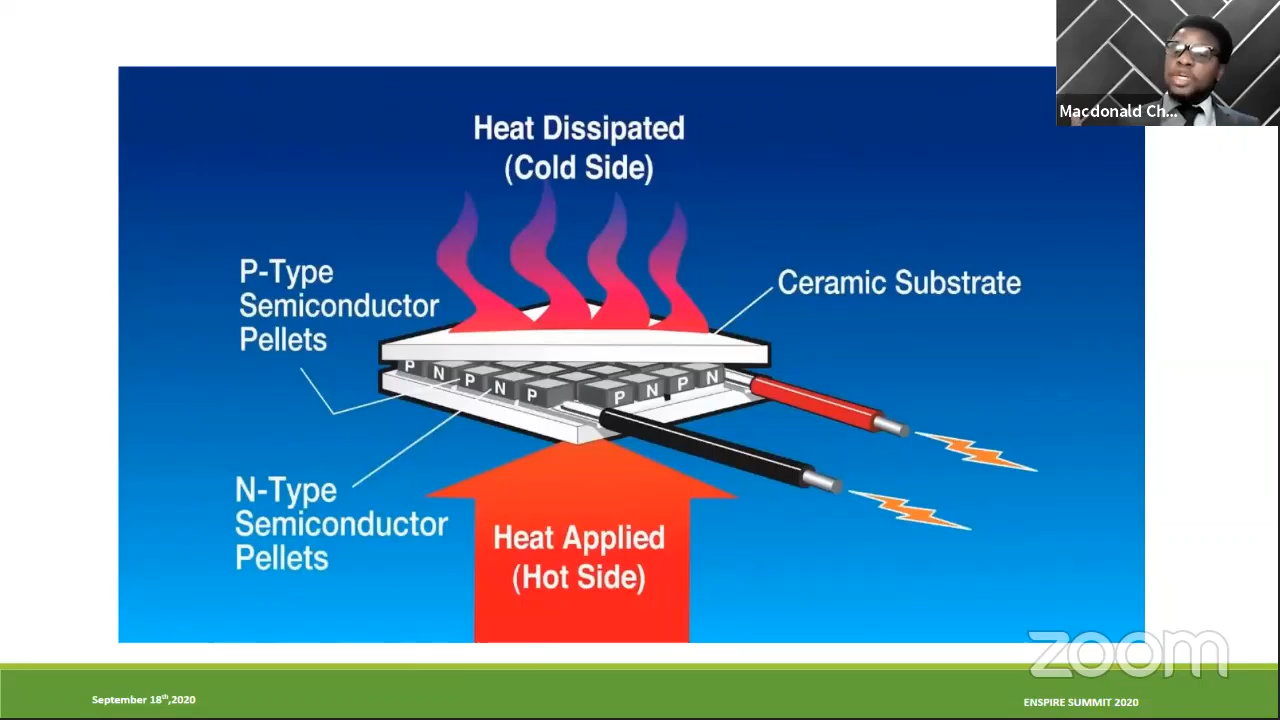 Macdonald Ch...
Heat Dissipated
(Cold Side)
P-Type
Semiconductor
Pellets
Ceramic Substrate
P N P N P P N P N
N-Type
Semiconductor
Pellets
Heat Applied
(Hot Side)
zoom
September 18th,2020
ENSPIRE SUMMIT 2020